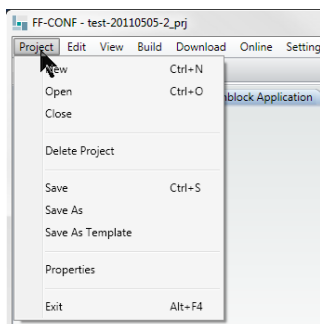 FF-CONF - test-20110505-2_prj
Project Edit View Build Download Online Setting
New Ctrl+N
Open Ctrl+O
nblock Application
Close
Delete Project
Save Ctrl+S
Save As
Save As Template
Properties
Exit Alt+F4